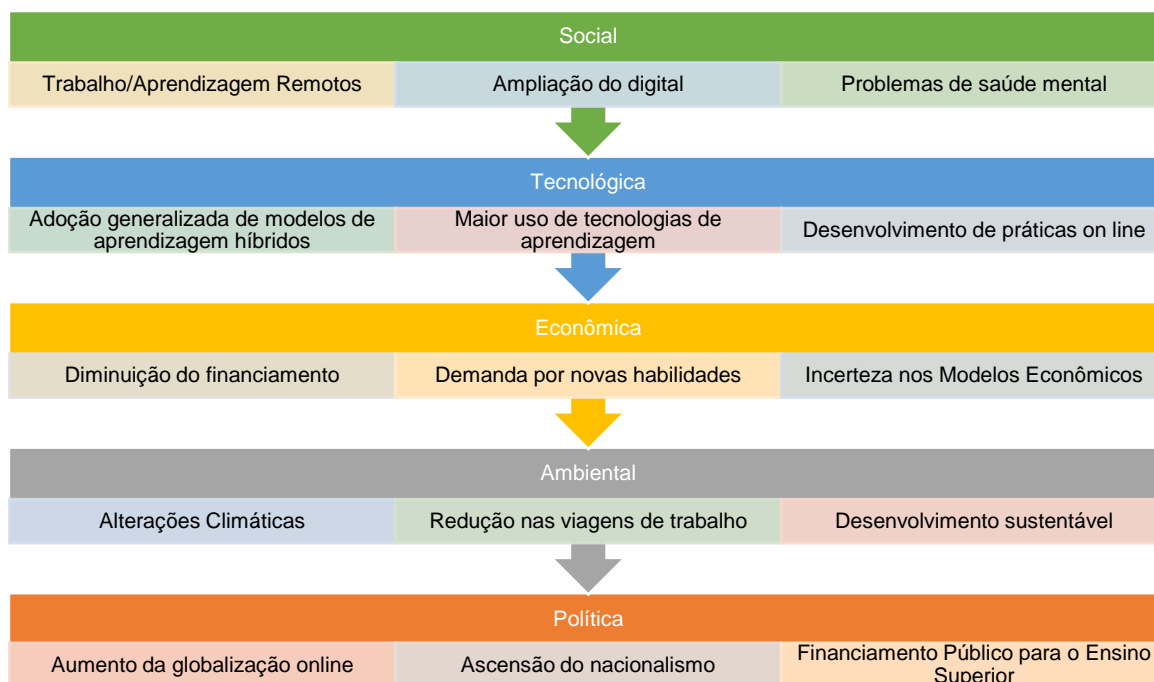 Social
Trabalho/Aprendizagem Remotos
Ampliação do digital
Problemas de saúde mental
Tecnológica
Adoção generalizada de modelos de
aprendizagem híbridos
Maior uso de tecnologias de
aprendizagem
Desenvolvimento de práticas on line
Econômica
Diminuição do financiamento
Demanda por novas habilidades
Incerteza nos Modelos Econômicos
Ambiental
Alterações Climáticas
Redução nas viagens de trabalho
Desenvolvimento sustentável
Política
Aumento da globalização online
Ascensão do nacionalismo
Financiamento Público para o Ensino
Superior